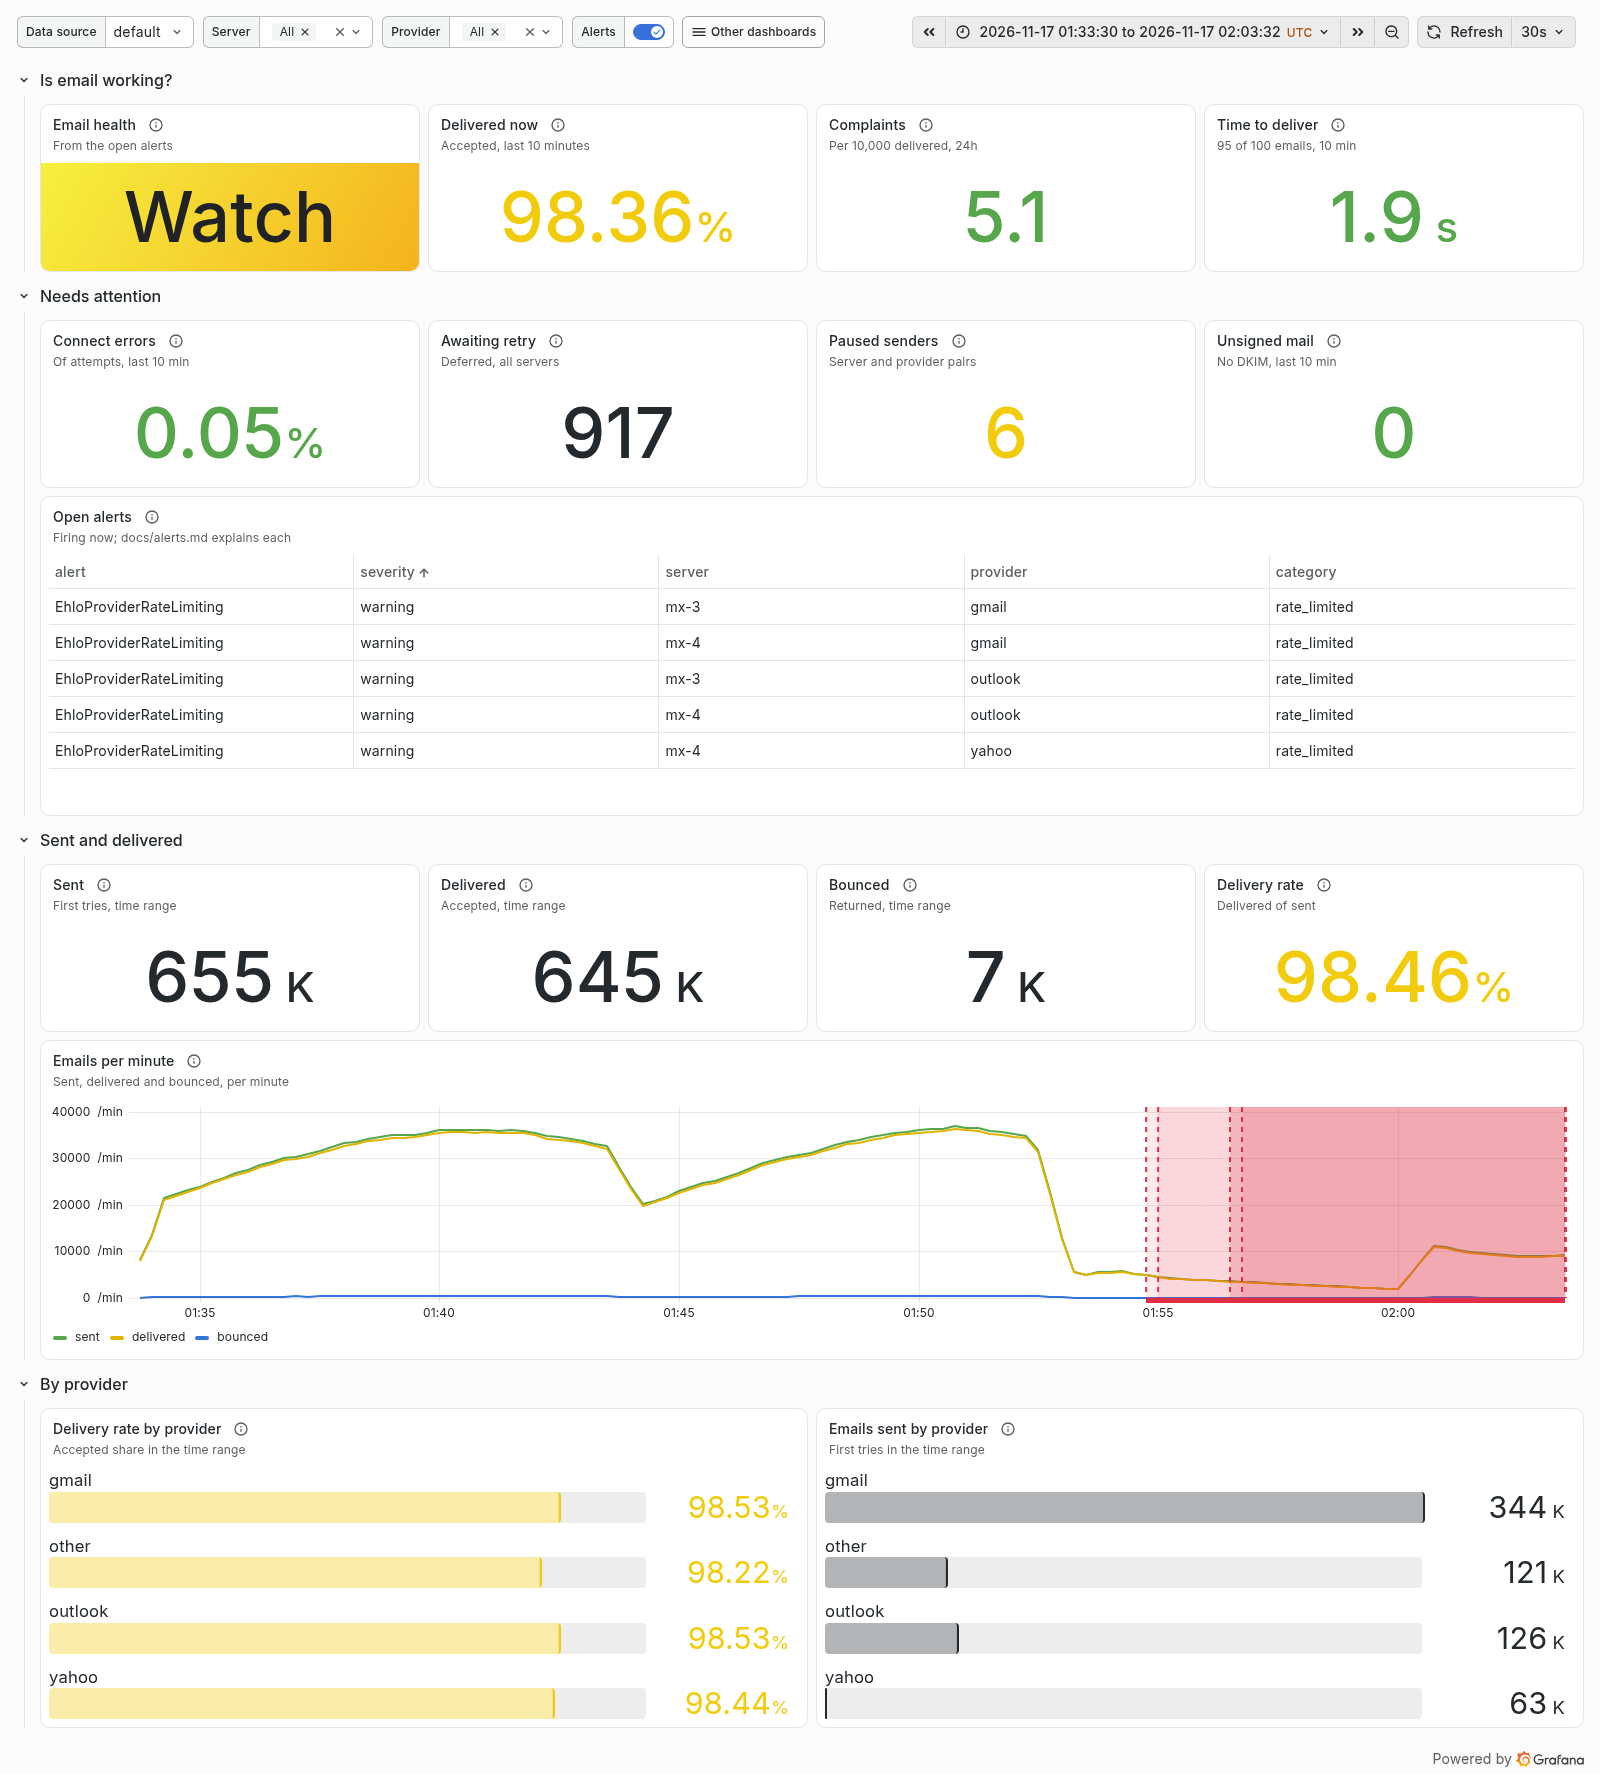 Data source default Server All Provider All Alerts Other dashboards 2026-11-17 01:33:30 to 2026-11-17 02:03:32 UTC Refresh 30s
Is email working?
Email health
From the open alerts
Watch
Delivered now
Accepted, last 10 minutes
98.36%
Complaints
Per 10,000 delivered, 24h
5.1
Time to deliver
95 of 100 emails, 10 min
1.9 s
Needs attention
Connect errors
Of attempts, last 10 min
0.05%
Awaiting retry
Deferred, all servers
917
Paused senders
Server and provider pairs
6
Unsigned mail
No DKIM, last 10 min
0
Open alerts
Firing now; docs/alerts.md explains each
alert severity server provider category
EhloProviderRateLimiting warning mx-3 gmail rate_limited
EhloProviderRateLimiting warning mx-4 gmail rate_limited
EhloProviderRateLimiting warning mx-3 outlook rate_limited
EhloProviderRateLimiting warning mx-4 outlook rate_limited
EhloProviderRateLimiting warning mx-4 yahoo rate_limited
Sent and delivered
Sent
First tries, time range
655 K
Delivered
Accepted, time range
645 K
Bounced
Returned, time range
7 K
Delivery rate
Delivered of sent
98.46%
Emails per minute
Sent, delivered and bounced, per minute
40000 /min
30000 /min
20000 /min
10000 /min
0 /min
01:35 01:40 01:45 01:50 01:55 02:00
sent delivered bounced
By provider
Delivery rate by provider
Accepted share in the time range
gmail
98.53%
other
98.22%
outlook
98.53%
yahoo
98.44%
Emails sent by provider
First tries in the time range
gmail
344 K
other
121 K
outlook
126 K
yahoo
63 K
Powered by Grafana